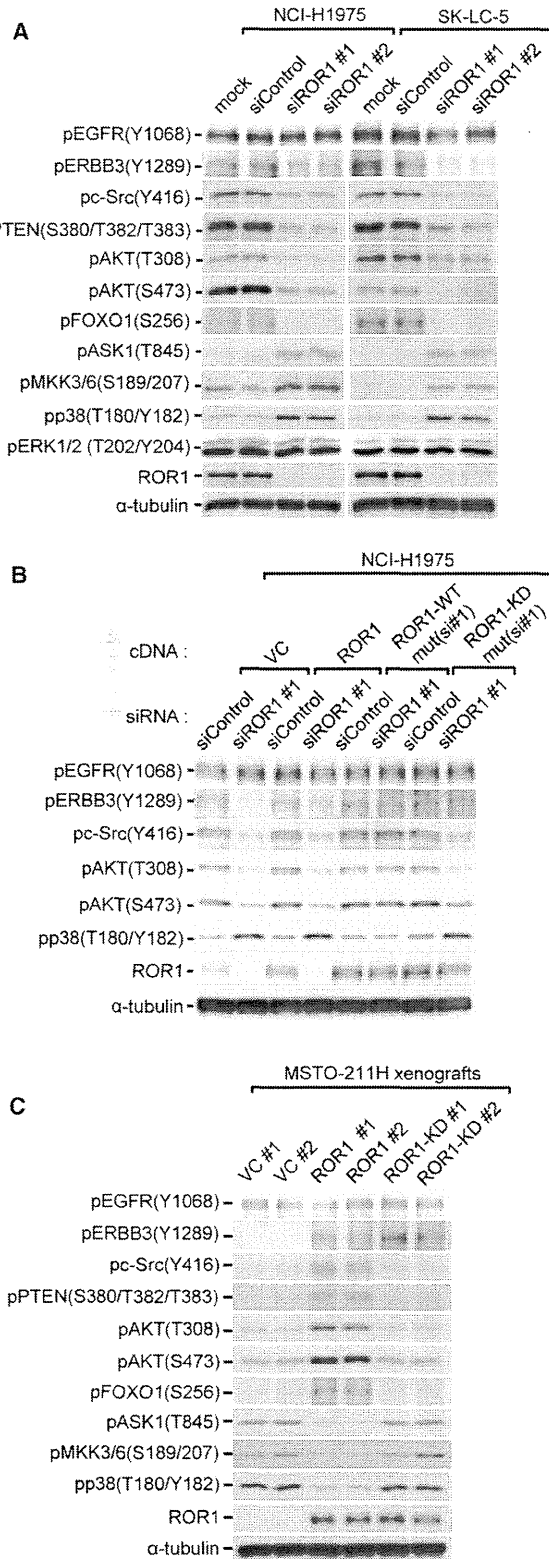 A
NCI-H1975 SK-LC-5
mock siControl siROR1 #1 siROR1 #2 mock siControl siROR1 #1 siROR1 #2
pEGFR(Y1068)
pERBB3(Y1289)
pc-Src(Y416)
PTEN(S380/T382/T383)
pAKT(T308)
pAKT(S473)
pFOXO1(S256)
pASK1(T845)
pMKK3/6(S189/207)
pp38(T180/Y182)
pERK1/2 (T202/Y204)
ROR1
α-tubulin
B
NCI-H1975
cDNA : VC ROR1 ROR1-WT mut(si#1) ROR1-KD mut(si#1)
siRNA : siControl siROR1 #1 siControl siROR1 #1 siControl siROR1 #1 siControl siROR1 #1
pEGFR(Y1068)
pERBB3(Y1289)
pc-Src(Y416)
pAKT(T308)
pAKT(S473)
pp38(T180/Y182)
ROR1
α-tubulin
C
MSTO-211H xenografts
VC #1 VC #2 ROR1 #1 ROR1 #2 ROR1-KD #1 ROR1-KD #2
pEGFR(Y1068)
pERBB3(Y1289)
pc-Src(Y416)
pPTEN(S380/T382/T383)
pAKT(T308)
pAKT(S473)
pFOXO1(S256)
pASK1(T845)
pMKK3/6(S189/207)
pp38(T180/Y182)
ROR1
α-tubulin